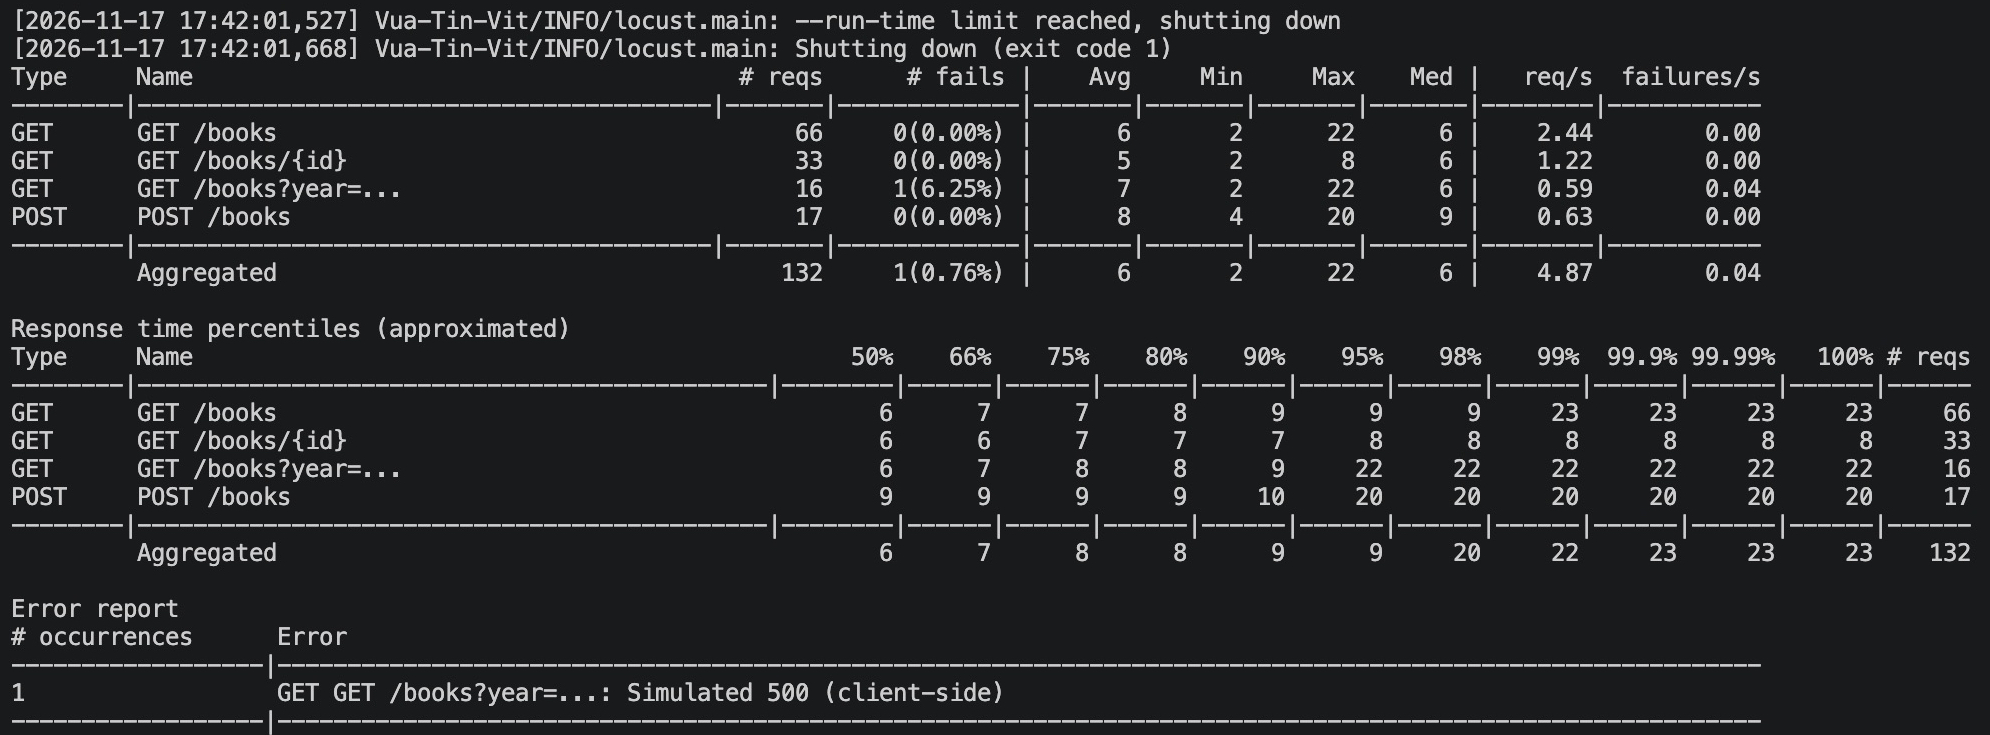 [2026-11-17 17:42:01,527] Vua-Tin-Vit/INFO/locust.main: --run-time limit reached, shutting down
[2026-11-17 17:42:01,668] Vua-Tin-Vit/INFO/locust.main: Shutting down (exit code 1)
Type     Name                                          # reqs      # fails |    Avg     Min     Max    Med |   req/s  failures/s
--------|-----------------------------------------|-------|-------------|-------|-------|-------|-------|--------|-----------
GET      GET /books                                        66     0(0.00%) |      6       2      22      6 |    2.44        0.00
GET      GET /books/{id}                                   33     0(0.00%) |      5       2       8      6 |    1.22        0.00
GET      GET /books?year=...                               16     1(6.25%) |      7       2      22      6 |    0.59        0.04
POST     POST /books                                       17     0(0.00%) |      8       4      20      9 |    0.63        0.00
--------|-----------------------------------------|-------|-------------|-------|-------|-------|-------|--------|-----------
         Aggregated                                       132     1(0.76%) |      6       2      22      6 |    4.87        0.04

Response time percentiles (approximated)
Type     Name                                                  50%    66%    75%    80%    90%    95%    98%    99%  99.9% 99.99%   100% # reqs
--------|---------------------------------------------|--------|------|------|------|------|------|------|------|------|------|------|------
GET      GET /books                                              6      7      7      8      9      9      9     23     23     23     23     66
GET      GET /books/{id}                                         6      6      7      7      7      8      8      8      8      8      8     33
GET      GET /books?year=...                                     6      7      8      8      9     22     22     22     22     22     22     16
POST     POST /books                                             9      9      9      9     10     20     20     20     20     20     20     17
--------|---------------------------------------------|--------|------|------|------|------|------|------|------|------|------|------|------
         Aggregated                                              6      7      8      8      9      9     20     22     23     23     23    132

Error report
# occurrences      Error
------------------|----------------------------------------------------------------------------------------------------------
1                  GET GET /books?year=...: Simulated 500 (client-side)
------------------|----------------------------------------------------------------------------------------------------------